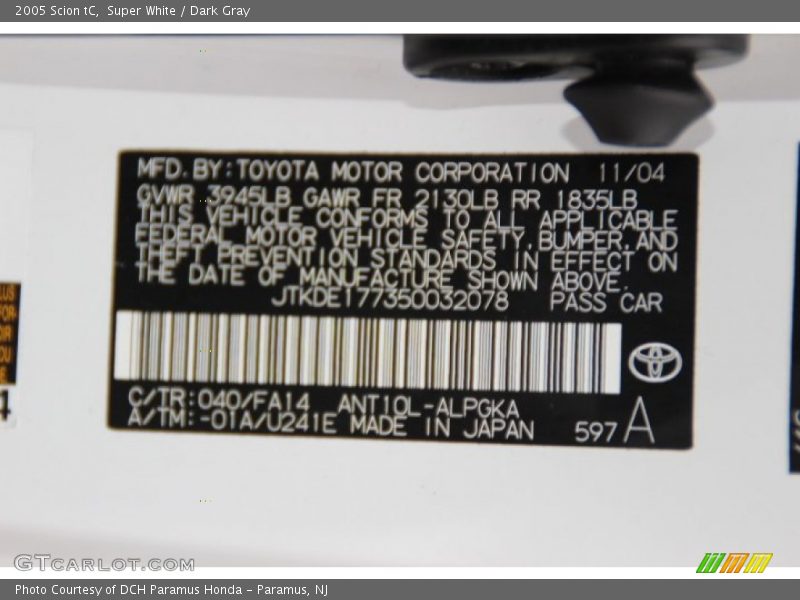 2005 Scion tC,  Super White / Dark Gray
MFD. BY: TOYOTA MOTOR CORPORATION 11/04
GVWR 3945LB GAWR FR 2130LB RR 1835LB
THIS VEHICLE CONFORMS TO ALL APPLICABLE
FEDERAL MOTOR VEHICLE SAFETY, BUMPER, AND
THEFT PREVENTION STANDARDS IN EFFECT ON
THE DATE OF MANUFACTURE SHOWN ABOVE.
JTKDE177350032078 PASS CAR
C/TR: 040/FA14 ANT10L-ALPGKA
A/TM: -01A/U241E MADE IN JAPAN 597 A
GTCARLOT.COM
Photo Courtesy of DCH Paramus Honda - Paramus, NJ